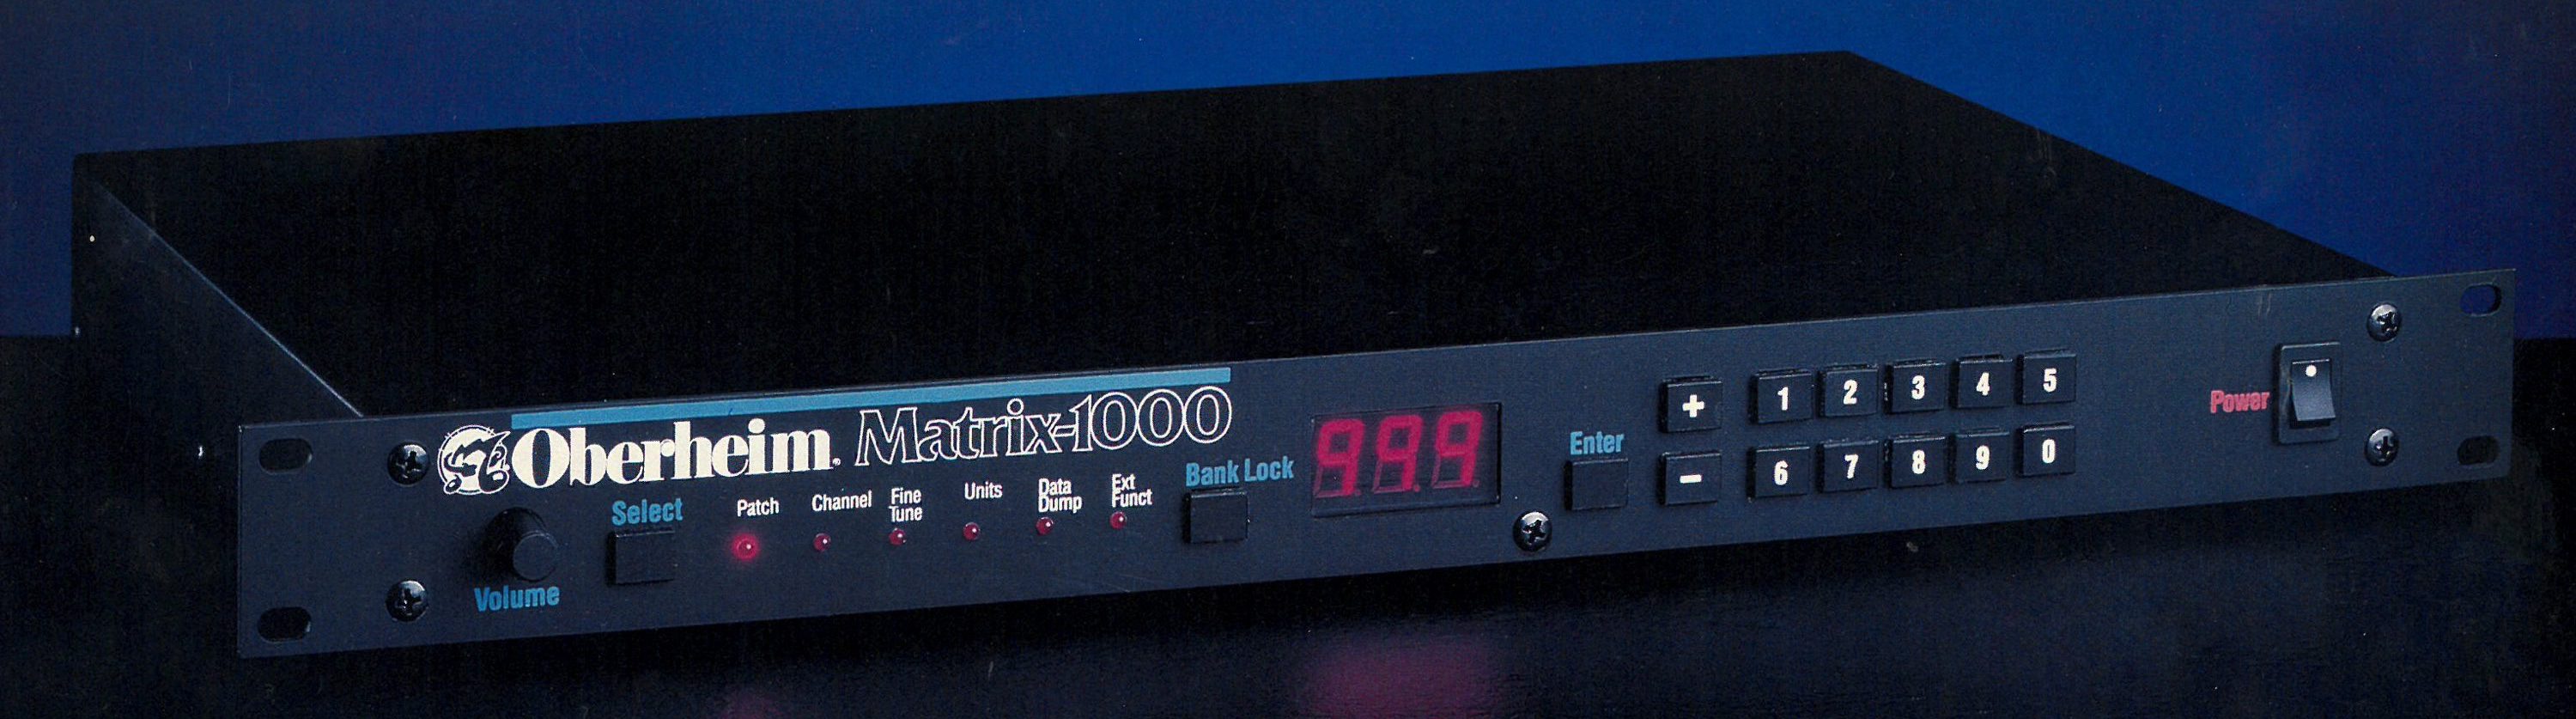 Oberheim® Matrix-1000
Volume
Select
Patch
Channel
Fine
Tune
Units
Data
Dump
Ext
Funct
Bank Lock
999
Enter
+ 1 2 3 4 5
- 6 7 8 9 0
Power